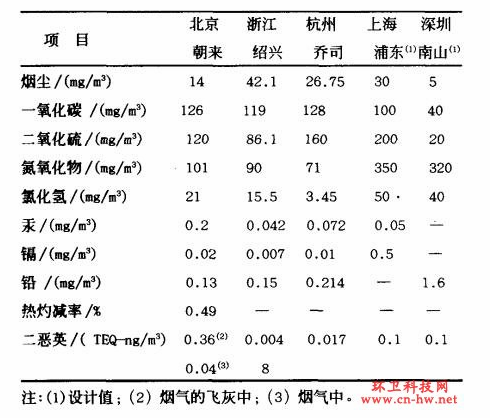 项 目 北京朝来 浙江绍兴 杭州乔司 上海浦东(1) 深圳南山(1)
烟尘/(mg/m³) 14 42.1 26.75 30 5
一氧化碳 /(mg/m³) 126 119 128 100 40
二氧化硫/(mg/m³) 120 86.1 160 200 20
氮氧化物/(mg/m³) 101 90 71 350 320
氯化氢/(mg/m³) 21 15.5 3.45 50 40
汞/(mg/m³) 0.2 0.042 0.072 0.05 —
镉/(mg/m³) 0.02 0.007 0.01 0.5 —
铅 /(mg/m³) 0.13 0.15 0.214 — 1.6
热灼减率/% 0.49 — — — —
二恶英/( TEQ—ng/m³) 0.36(2) 0.004 0.017 0.1 0.1
0.04(3) 8
注:(1)设计值; (2) 烟气的飞灰中; (3) 烟气中。
环卫科技网
www.cn-hw.net